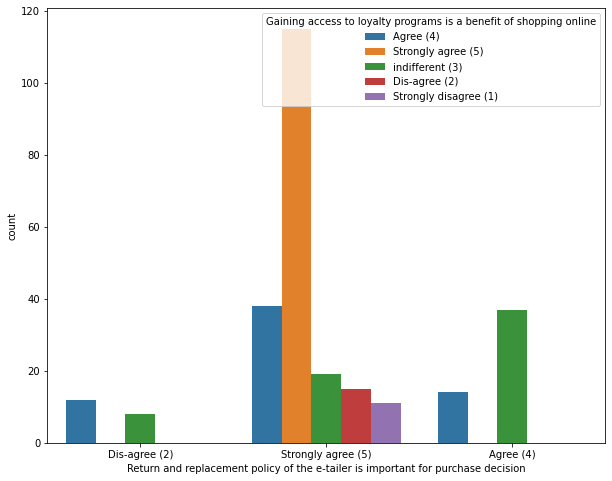 Gaining access to loyalty programs is a benefit of shopping online
Agree (4)
Strongly agree (5)
indifferent (3)
Dis-agree (2)
Strongly disagree (1)
120
100
80
60
40
20
0
count
Dis-agree (2) Strongly agree (5) Agree (4)
Return and replacement policy of the e-tailer is important for purchase decision